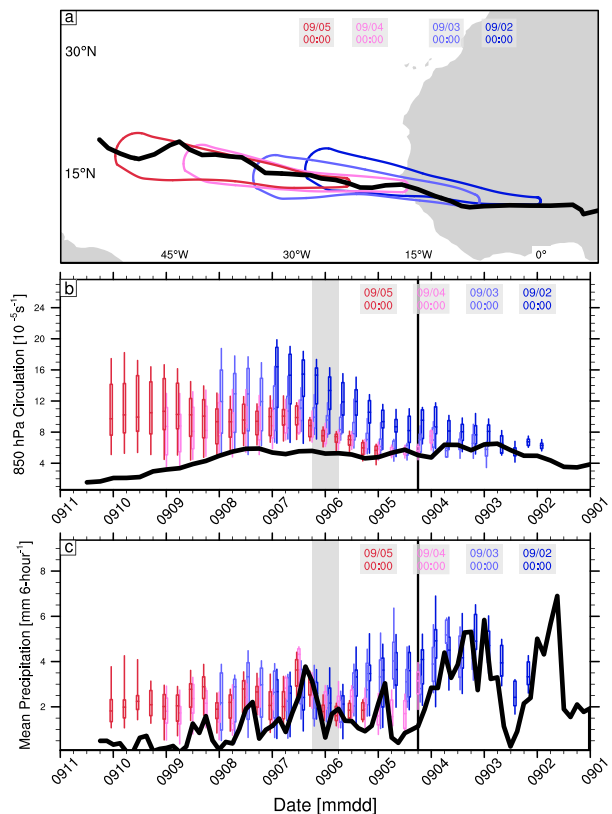 a
09/05 09/04 09/03 09/02
00:00 00:00 00:00 00:00
30°N
15°N
45°W 30°W 15°W 0°
b
09/05 09/04 09/03 09/02
00:00 00:00 00:00 00:00
850 hPa Circulation [10⁻⁵s⁻¹]
24
20
16
12
8
4
0911 0910 0909 0908 0907 0906 0905 0904 0903 0902 0901
c
09/05 09/04 09/03 09/02
00:00 00:00 00:00 00:00
Mean Precipitation [mm 6-hour⁻¹]
8
6
4
2
0911 0910 0909 0908 0907 0906 0905 0904 0903 0902 0901
Date [mmdd]